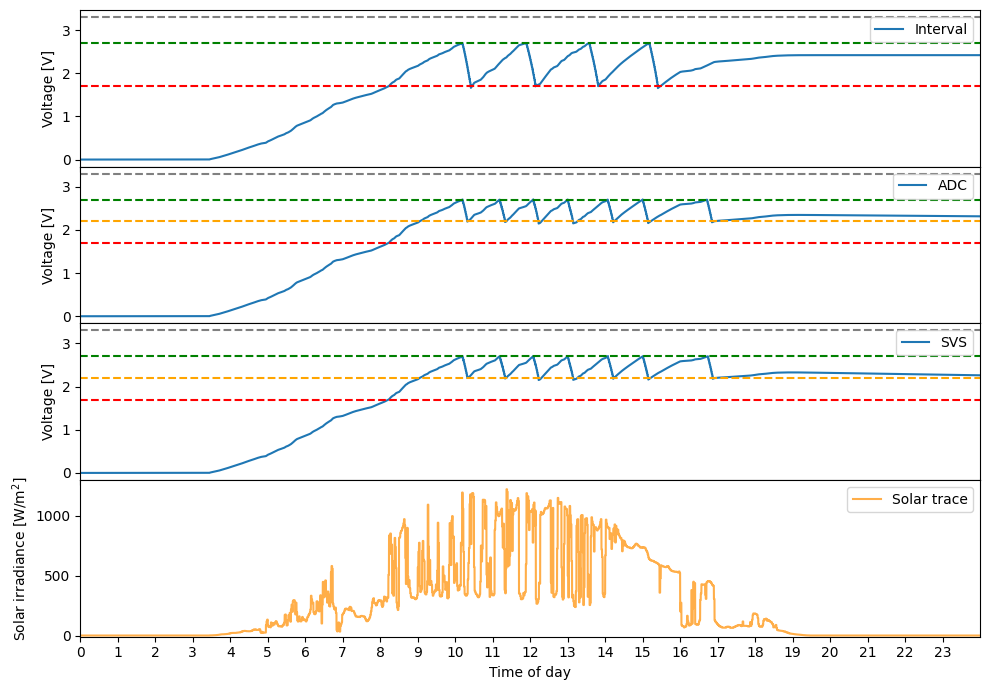 3
2
1
0
Voltage [V]
Interval
3
2
1
0
Voltage [V]
ADC
3
2
1
0
Voltage [V]
SVS
1000
500
0
Solar irradiance [W/m²]
Solar trace
0 1 2 3 4 5 6 7 8 9 10 11 12 13 14 15 16 17 18 19 20 21 22 23
Time of day